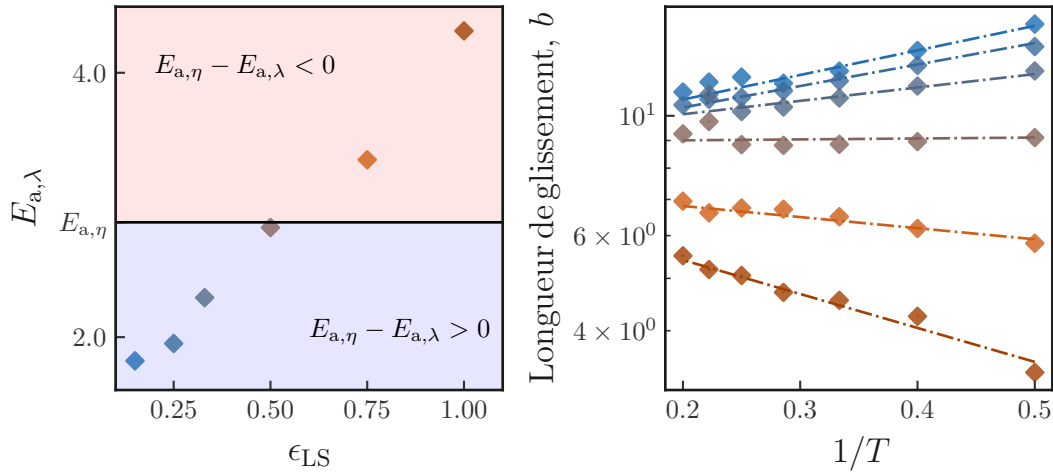 E_{a,λ}
4.0
E_{a,η}
2.0
E_{a,η} − E_{a,λ} < 0
E_{a,η} − E_{a,λ} > 0
0.25 0.50 0.75 1.00
ϵ_{LS}
Longueur de glissement, b
10^1
6 × 10^0
4 × 10^0
0.2 0.3 0.4 0.5
1/T